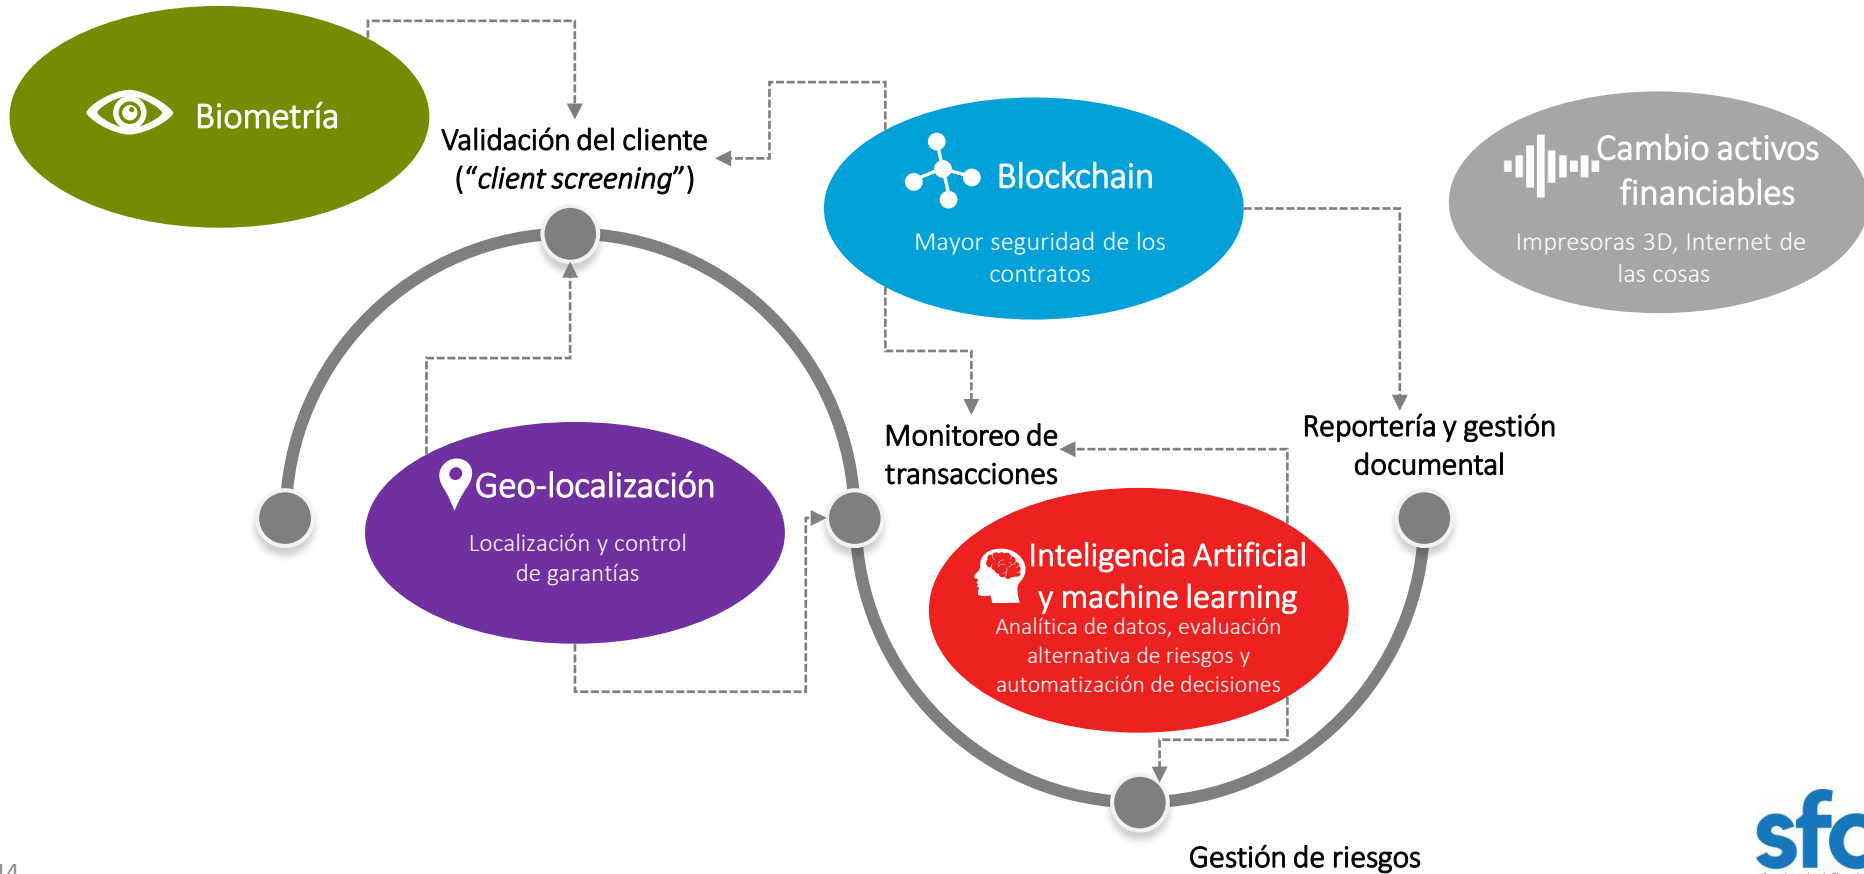 Biometría
Validación del cliente
(“client screening”)
Blockchain
Mayor seguridad de los
contratos
Cambio activos
financiables
Impresoras 3D, Internet de
las cosas
Geo-localización
Localización y control
de garantías
Monitoreo de
transacciones
Reportería y gestión
documental
Inteligencia Artificial
y machine learning
Analítica de datos, evaluación
alternativa de riesgos y
automatización de decisiones
Gestión de riesgos